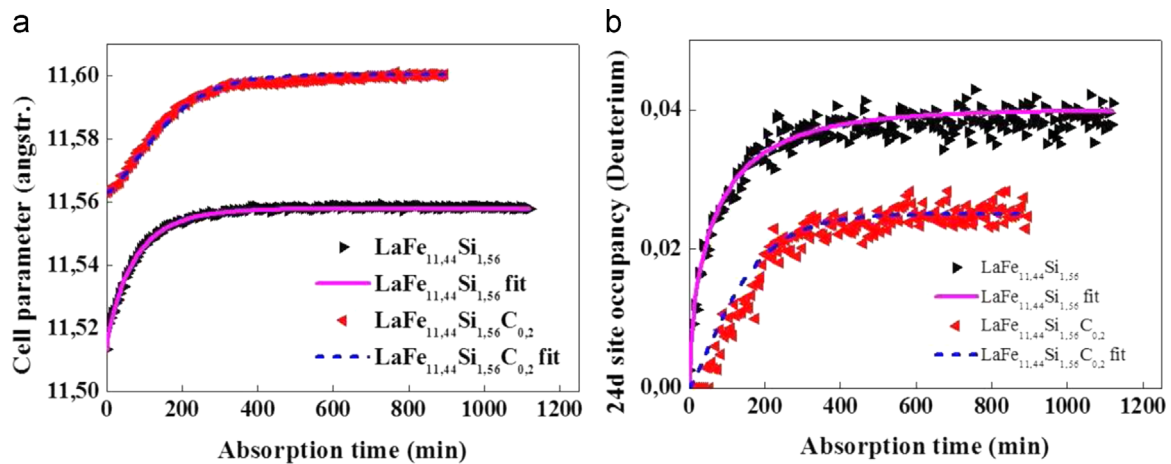 a
11,60
11,58
11,56
11,54
11,52
11,50
Cell parameter (angstr.)
LaFe11,44Si1,56
LaFe11,44Si1,56 fit
LaFe11,44Si1,56C0,2
LaFe11,44Si1,56C0,2 fit
0 200 400 600 800 1000 1200
Absorption time (min)
b
0,04
0,02
0,00
24d site occupancy (Deuterium)
LaFe11,44Si1,56
LaFe11,44Si1,56 fit
LaFe11,44Si1,56C0,2
LaFe11,44Si1,56C0,2 fit
0 200 400 600 800 1000 1200
Absorption time (min)